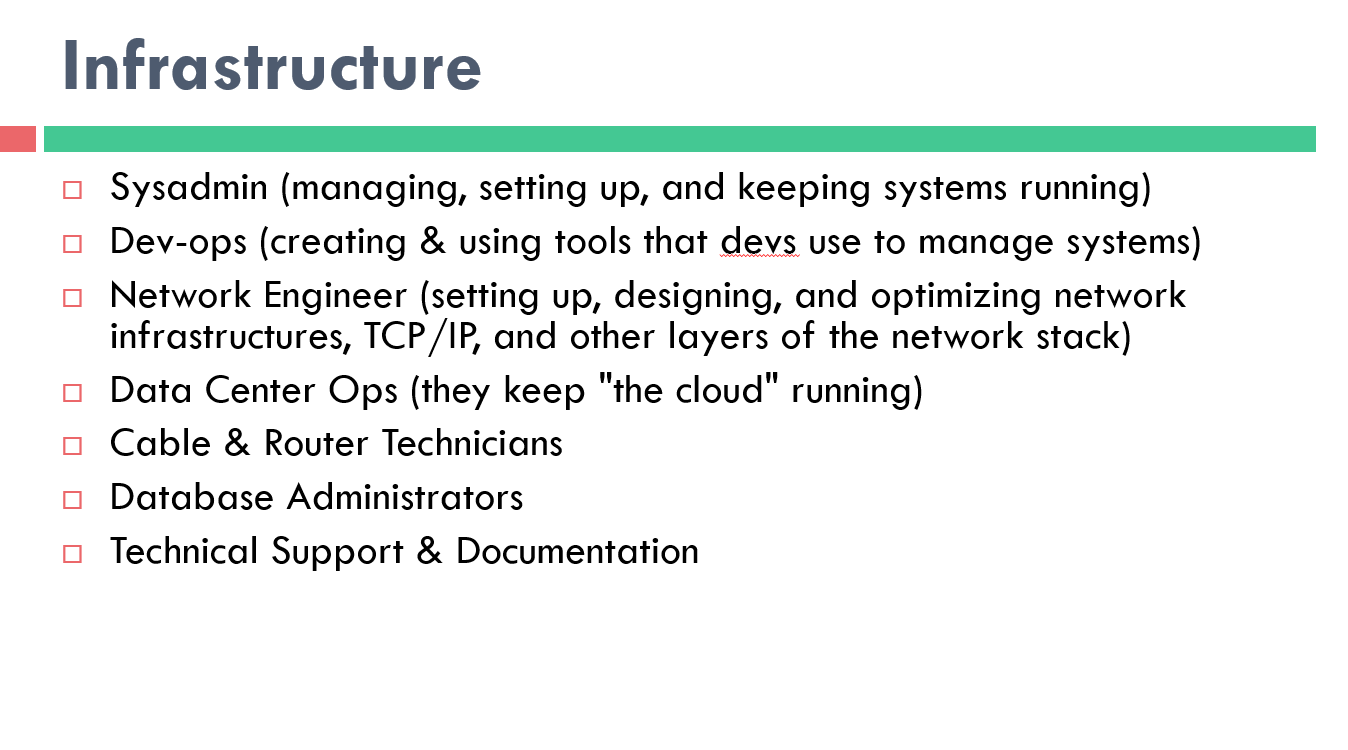 Infrastructure
Sysadmin (managing, setting up, and keeping systems running)
Dev-ops (creating & using tools that devs use to manage systems)
Network Engineer (setting up, designing, and optimizing network
infrastructures, TCP/IP, and other layers of the network stack)
Data Center Ops (they keep "the cloud" running)
Cable & Router Technicians
Database Administrators
Technical Support & Documentation